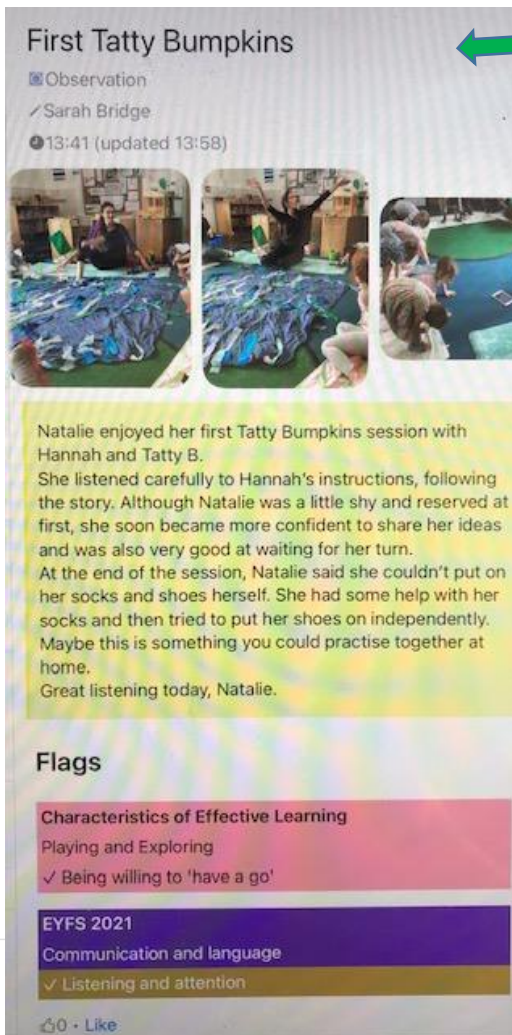 First Tatty Bumpkins
Observation
Sarah Bridge
13:41 (updated 13:58)
Natalie enjoyed her first Tatty Bumpkins session with
Hannah and Tatty B.
She listened carefully to Hannah's instructions, following
the story. Although Natalie was a little shy and reserved at
first, she soon became more confident to share her ideas
and was also very good at waiting for her turn.
At the end of the session, Natalie said she couldn't put on
her socks and shoes herself. She had some help with her
socks and then tried to put her shoes on independently.
Maybe this is something you could practise together at
home.
Great listening today, Natalie.
Flags
Characteristics of Effective Learning
Playing and Exploring
✓ Being willing to 'have a go'
EYFS 2021
Communication and language
✓ Listening and attention
0 • Like